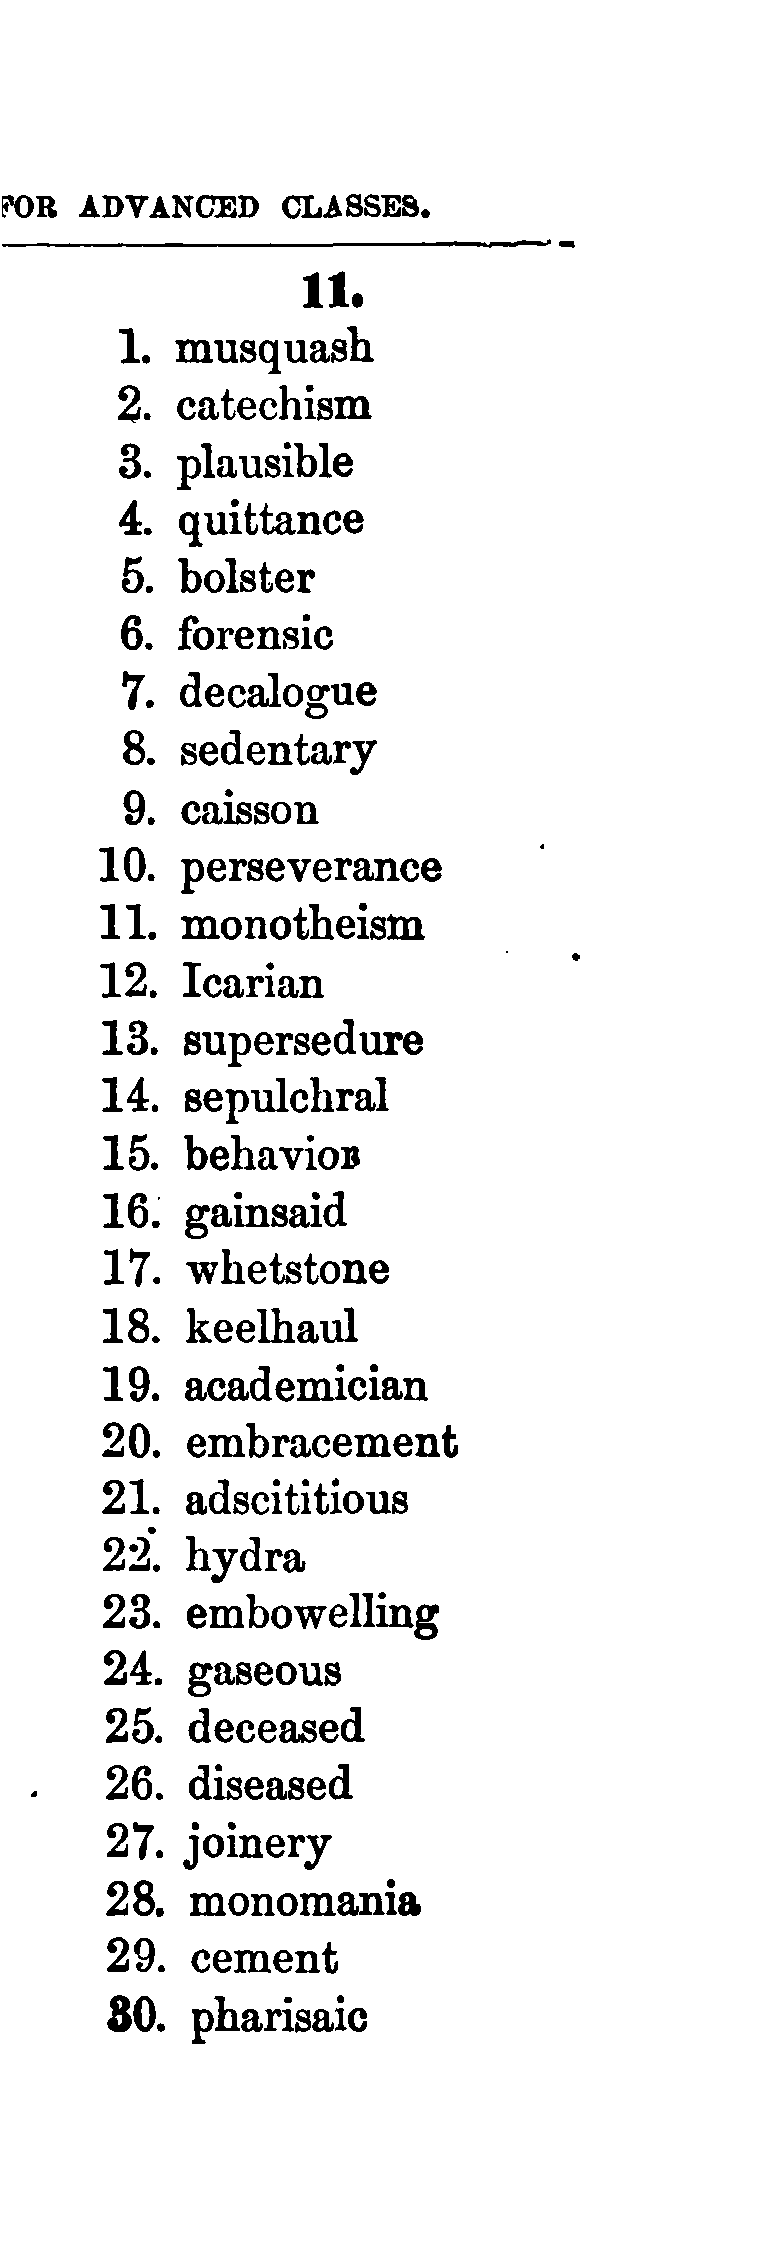 FOR ADVANCED CLASSES.
11.
1. musquash
2. catechism
3. plausible
4. quittance
5. bolster
6. forensic
7. decalogue
8. sedentary
9. caisson
10. perseverance
11. monotheism
12. Icarian
13. supersedure
14. sepulchral
15. behavior
16. gainsaid
17. whetstone
18. keelhaul
19. academician
20. embracement
21. adscititious
22. hydra
23. embowelling
24. gaseous
25. deceased
26. diseased
27. joinery
28. monomania
29. cement
30. pharisaic